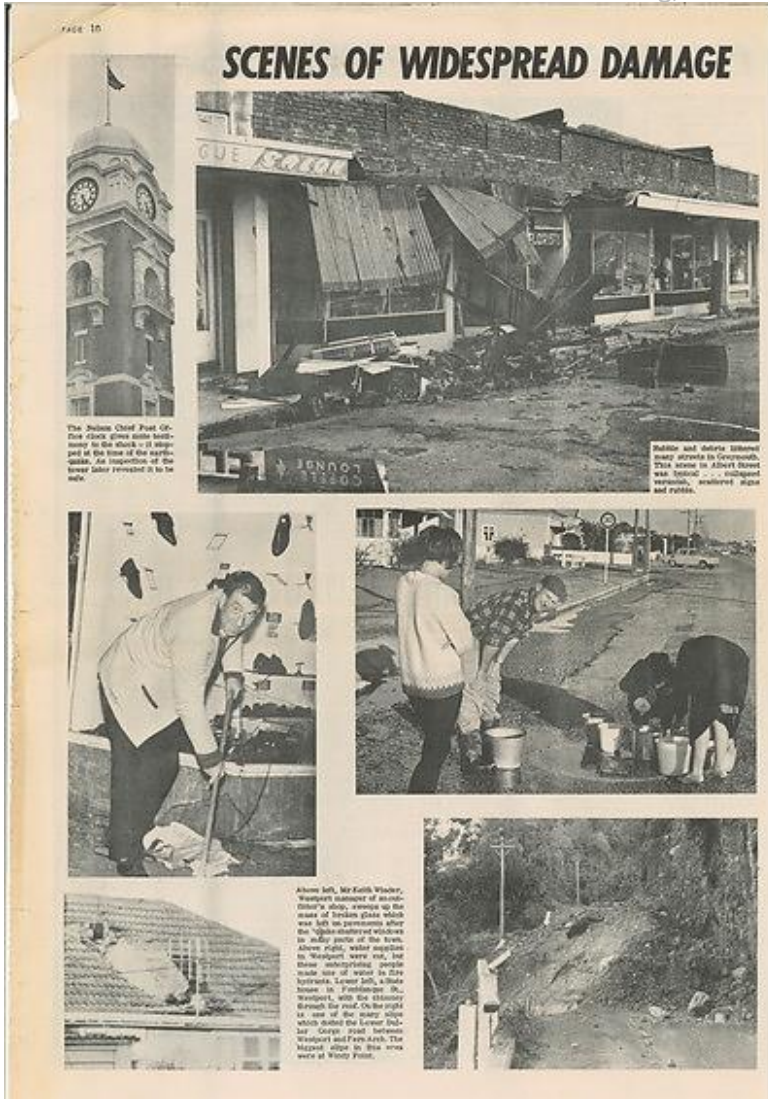 PAGE 10
SCENES OF WIDESPREAD DAMAGE
GUE
FLORIST
COFFEE
LOUNGE
The Nelson Chief Post Of-
fice clock gives mute testi-
mony to the shock - it stop-
ped at the time of the earth-
quake. An inspection of the
tower later revealed it to be
safe.
Rubble and debris littered
many streets in Greymouth.
This scene in Albert Street
was typical . . . collapsed
verandah, scattered signs
and rubble.
Above left, Mr Keith Winder,
Westport manager of an out-
fitter's shop, sweeps up the
mass of broken glass which
was left on pavements after
the 'quake shattered windows
in many parts of the town.
Above right, water supplies
in Westport were cut, but
these enterprising people
made use of water in fire
hydrants. Lower left, a State
house in Fonblanque St.,
Westport, with the chimney
through the roof. On the right
is one of the many slips
which dotted the Lower Bul-
ler Gorge road between
Westport and Fern Arch. The
biggest slips in this area
were at Windy Point.